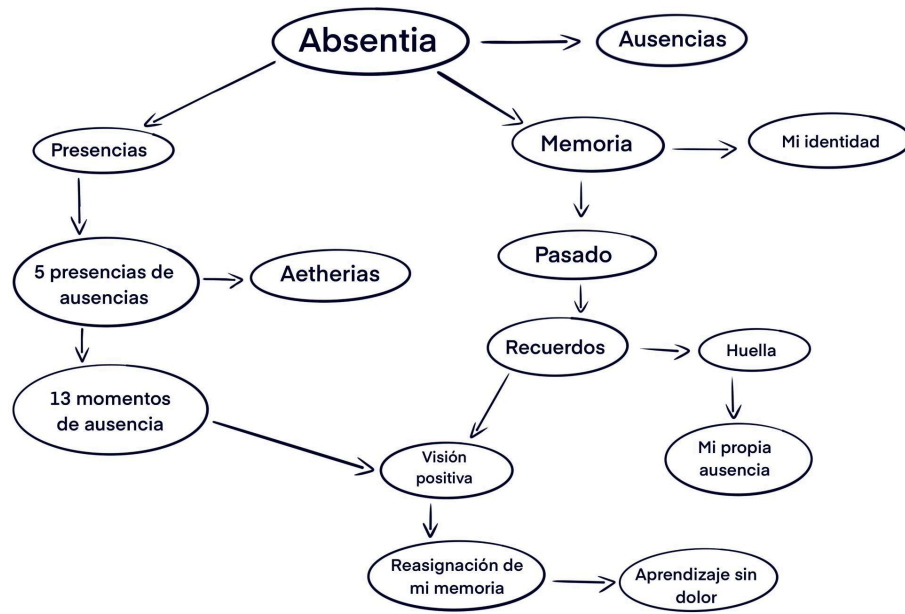 Absentia
Ausencias
Presencias
Memoria
Mi identidad
5 presencias de
ausencias
Aetherias
Pasado
Recuerdos
Huella
13 momentos
de ausencia
Visión
positiva
Mi propia
ausencia
Reasignación de
mi memoria
Aprendizaje sin
dolor